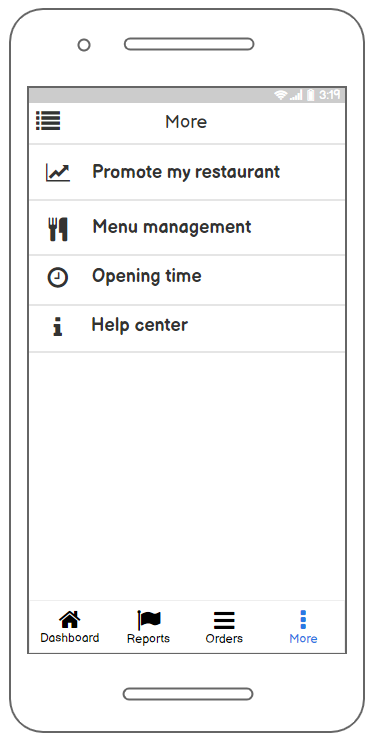 3:19
More
Promote my restaurant
Menu management
Opening time
Help center
Dashboard Reports Orders More